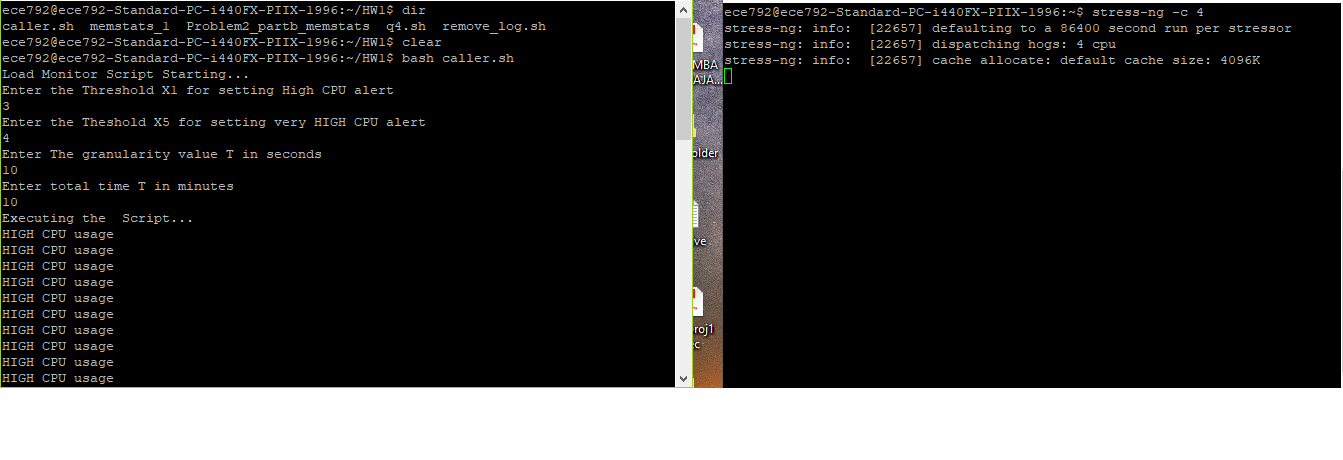 ece792@ece792-Standard-PC-i440FX-PIIX-1996:~/HW1$ dir
caller.sh  memstats_1  Problem2_partb_memstats  q4.sh  remove_log.sh
ece792@ece792-Standard-PC-i440FX-PIIX-1996:~/HW1$ clear
ece792@ece792-Standard-PC-i440FX-PIIX-1996:~/HW1$ bash caller.sh
Load Monitor Script Starting...
Enter the Threshold X1 for setting High CPU alert
3
Enter the Theshold X5 for setting very HIGH CPU alert
4
Enter The granularity value T in seconds
10
Enter total time T in minutes
10
Executing the  Script...
HIGH CPU usage
HIGH CPU usage
HIGH CPU usage
HIGH CPU usage
HIGH CPU usage
HIGH CPU usage
HIGH CPU usage
HIGH CPU usage
HIGH CPU usage
HIGH CPU usage
MBA
AJA...
older
ve
roj1
ec
ece792@ece792-Standard-PC-i440FX-PIIX-1996:~$ stress-ng -c 4
stress-ng: info:  [22657] defaulting to a 86400 second run per stressor
stress-ng: info:  [22657] dispatching hogs: 4 cpu
stress-ng: info:  [22657] cache allocate: default cache size: 4096K